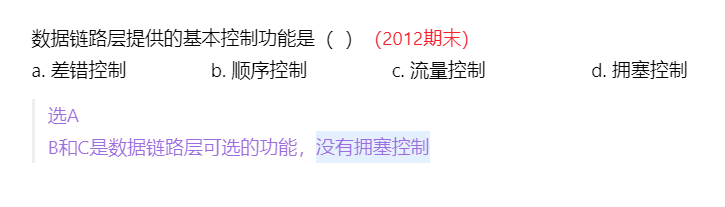 数据链路层提供的基本控制功能是（ ）（2012期末）
a. 差错控制 b. 顺序控制 c. 流量控制 d. 拥塞控制
选A
B和C是数据链路层可选的功能，没有拥塞控制